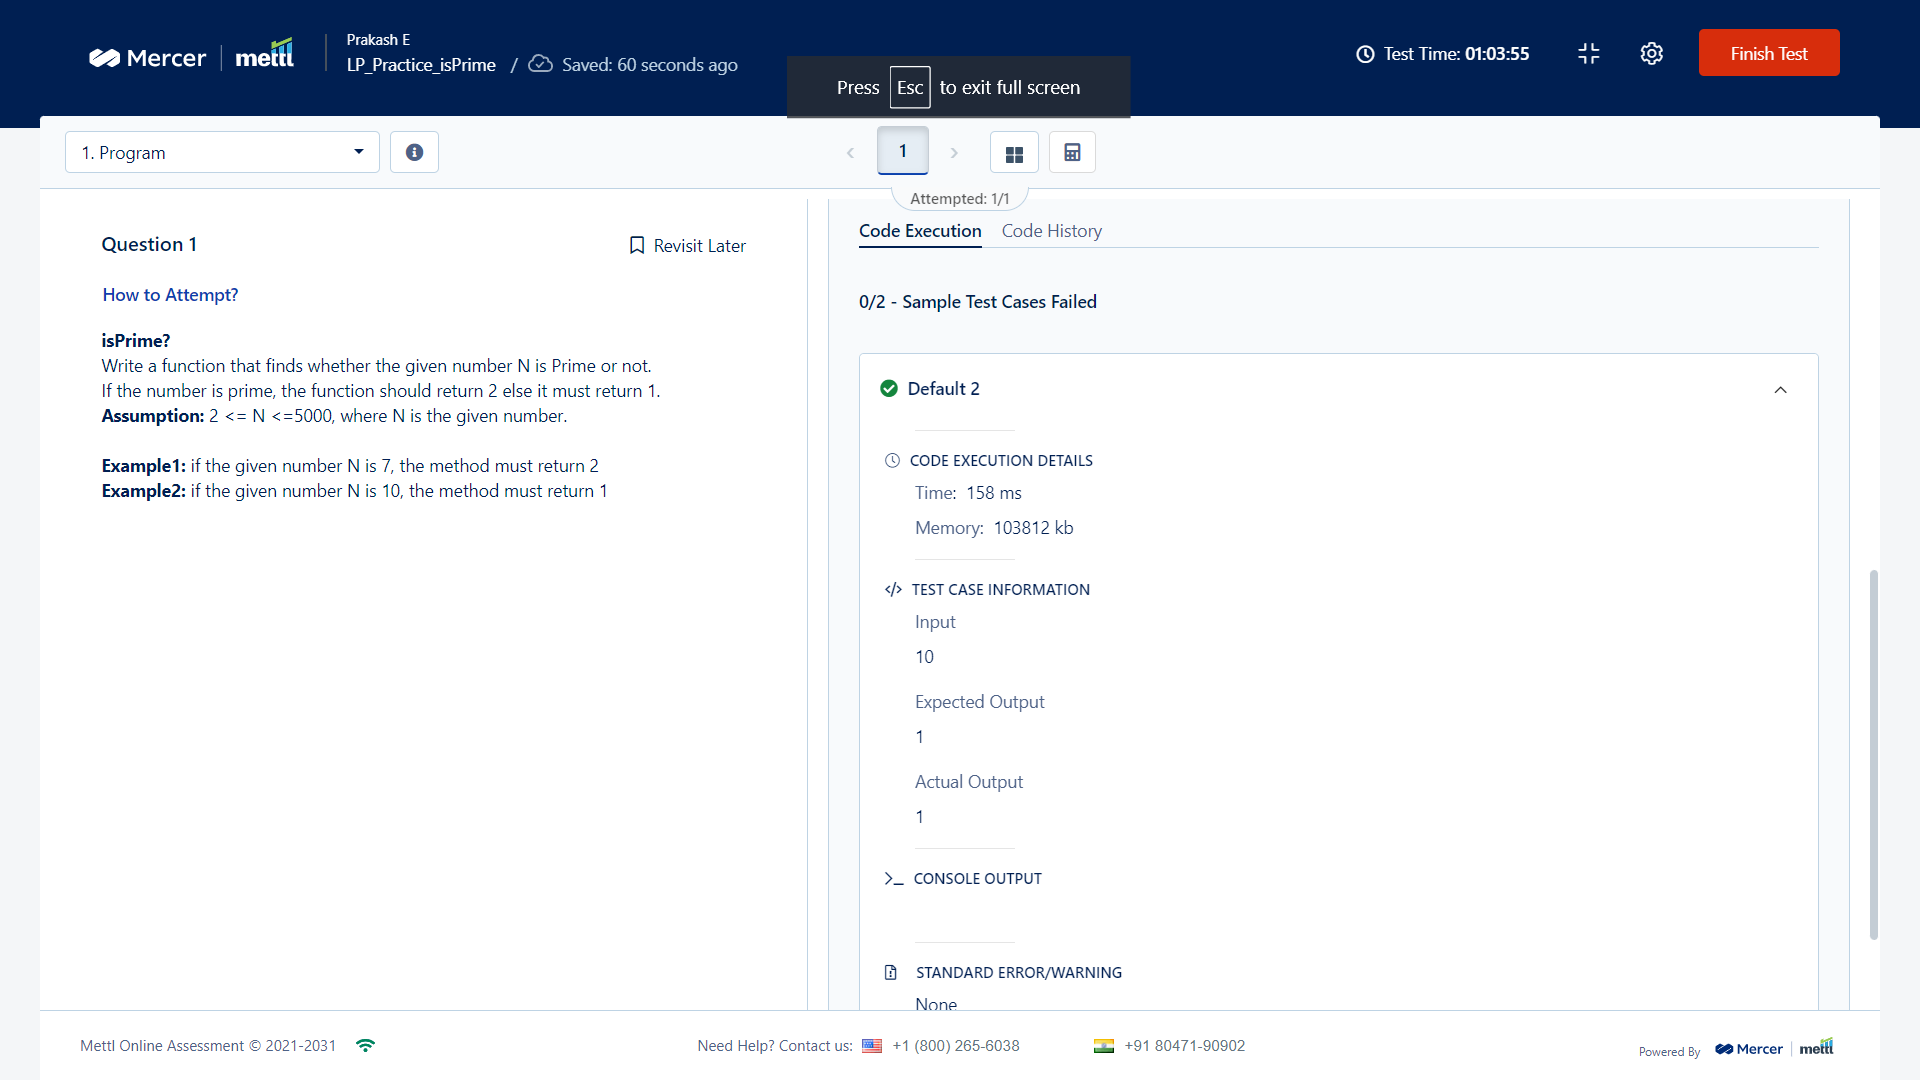 Mercer | mettl
Prakash E
LP_Practice_isPrime / Saved: 60 seconds ago
Press Esc to exit full screen
Test Time: 01:03:55
Finish Test
1. Program
1
Attempted: 1/1
Question 1
Revisit Later
How to Attempt?
isPrime?
Write a function that finds whether the given number N is Prime or not.
If the number is prime, the function should return 2 else it must return 1.
Assumption: 2 <= N <=5000, where N is the given number.
Example1: if the given number N is 7, the method must return 2
Example2: if the given number N is 10, the method must return 1
Code Execution
Code History
0/2 - Sample Test Cases Failed
Default 2
CODE EXECUTION DETAILS
Time: 158 ms
Memory: 103812 kb
</> TEST CASE INFORMATION
Input
10
Expected Output
1
Actual Output
1
CONSOLE OUTPUT
STANDARD ERROR/WARNING
None
Mettl Online Assessment © 2021-2031
Need Help? Contact us: +1 (800) 265-6038
+91 80471-90902
Powered By Mercer | mettl